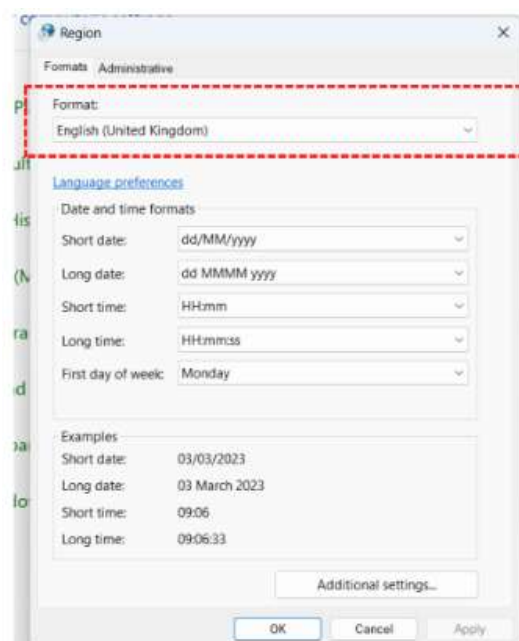 Region
Formats Administrative
Format:
English (United Kingdom)
Language preferences
Date and time formats
Short date: dd/MM/yyyy
Long date: dd MMMM yyyy
Short time: HH:mm
Long time: HH:mm:ss
First day of week: Monday
Examples
Short date: 03/03/2023
Long date: 03 March 2023
Short time: 09:06
Long time: 09:06:33
Additional settings...
OK Cancel Apply